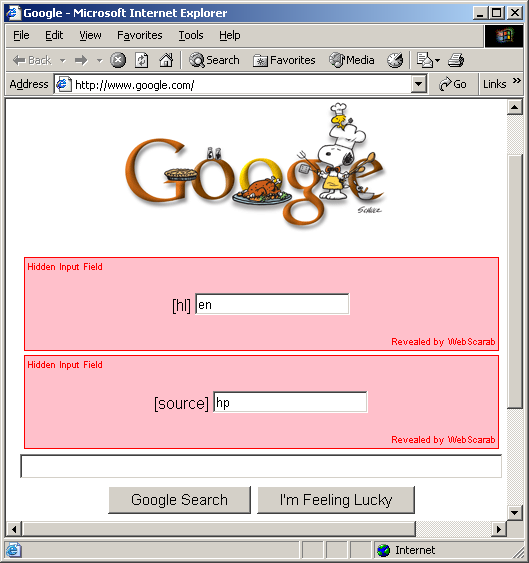 Google - Microsoft Internet Explorer
File Edit View Favorites Tools Help
Back Search Favorites Media
Address http://www.google.com/ Go Links »
Google
Hidden Input Field
[hl] en
Revealed by WebScarab
Hidden Input Field
[source] hp
Revealed by WebScarab
Google Search I'm Feeling Lucky
Internet